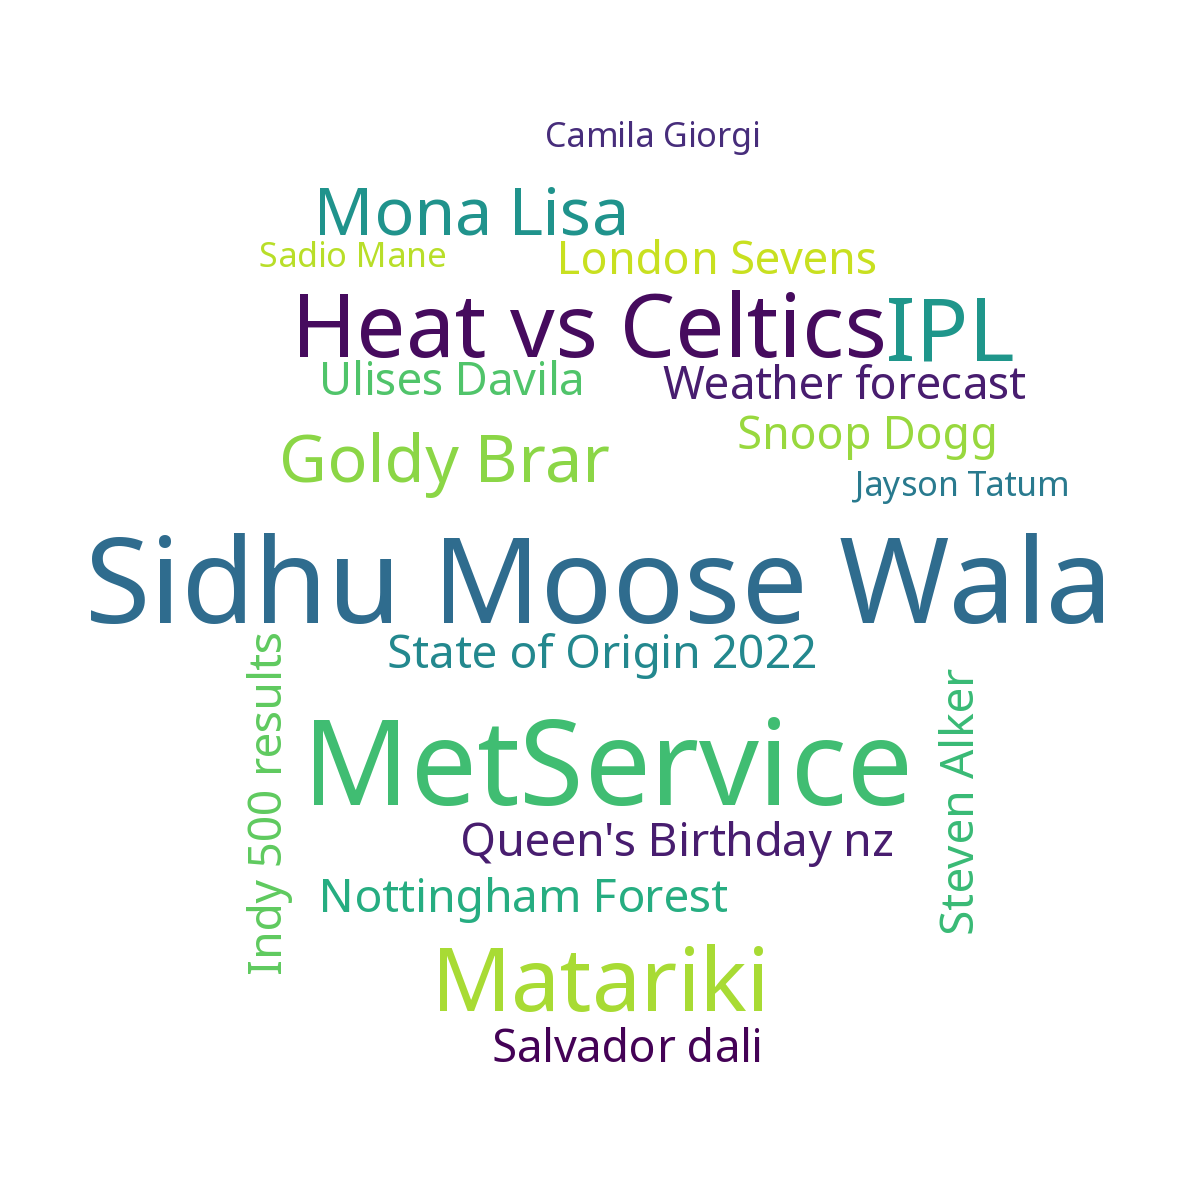 Camila Giorgi
Mona Lisa
Sadio Mane
London Sevens
Heat vs Celtics
IPL
Ulises Davila
Weather forecast
Snoop Dogg
Goldy Brar
Jayson Tatum
Sidhu Moose Wala
State of Origin 2022
Indy 500 results
Steven Alker
MetService
Queen's Birthday nz
Nottingham Forest
Matariki
Salvador dali